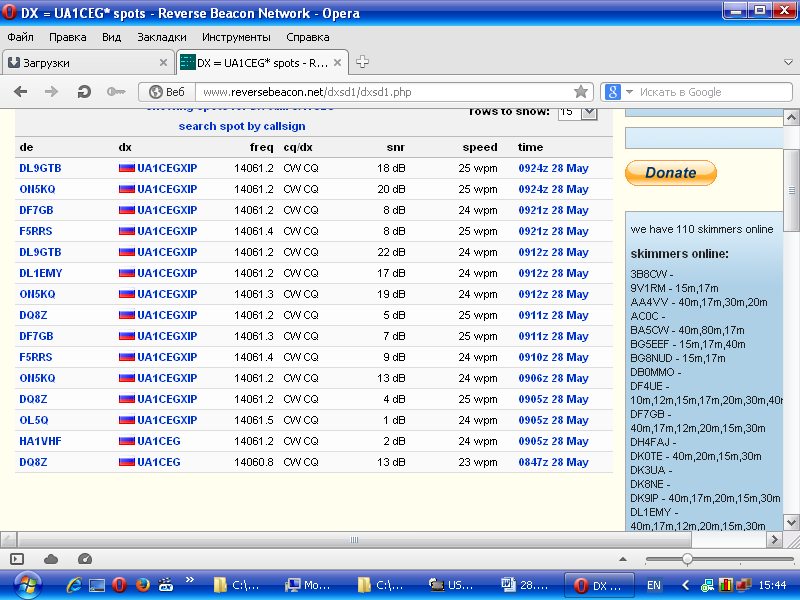 DX = UA1CEG* spots - Reverse Beacon Network - Opera
Файл Правка Вид Закладки Инструменты Справка
Загрузки
DX = UA1CEG* spots - R...
Веб www.reversebeacon.net/dxsd1/dxsd1.php
Искать в Google
rows to show: 15
search spot by callsign
de dx freq cq/dx snr speed time
DL9GTB UA1CEGXIP 14061.2 CW CQ 18 dB 25 wpm 0924z 28 May
ON5KQ UA1CEGXIP 14061.2 CW CQ 20 dB 25 wpm 0924z 28 May
DF7GB UA1CEGXIP 14061.2 CW CQ 8 dB 24 wpm 0921z 28 May
F5RRS UA1CEGXIP 14061.4 CW CQ 8 dB 25 wpm 0921z 28 May
DL9GTB UA1CEGXIP 14061.2 CW CQ 22 dB 24 wpm 0912z 28 May
DL1EMY UA1CEGXIP 14061.2 CW CQ 17 dB 24 wpm 0912z 28 May
ON5KQ UA1CEGXIP 14061.3 CW CQ 19 dB 24 wpm 0912z 28 May
DQ8Z UA1CEGXIP 14061.2 CW CQ 5 dB 25 wpm 0911z 28 May
DF7GB UA1CEGXIP 14061.3 CW CQ 7 dB 25 wpm 0911z 28 May
F5RRS UA1CEGXIP 14061.4 CW CQ 9 dB 24 wpm 0910z 28 May
ON5KQ UA1CEGXIP 14061.2 CW CQ 13 dB 24 wpm 0906z 28 May
DQ8Z UA1CEGXIP 14061.2 CW CQ 4 dB 25 wpm 0905z 28 May
OL5Q UA1CEGXIP 14061.5 CW CQ 1 dB 24 wpm 0905z 28 May
HA1VHF UA1CEG 14061.2 CW CQ 2 dB 24 wpm 0905z 28 May
DQ8Z UA1CEG 14060.8 CW CQ 13 dB 23 wpm 0847z 28 May
Donate
we have 110 skimmers online
skimmers online:
3B8CW -
9V1RM - 15m,17m
AA4VV - 40m,17m,30m,20m
AC0C -
BA5CW - 40m,80m,17m
BG5EEF - 15m,17m,40m
BG8NUD - 15m,17m
DB0MMO -
DF4UE -
10m,12m,15m,17m,20m,30m,40m
DF7GB -
40m,17m,12m,20m,15m,30m
DH4FAJ -
DK0TE - 40m,20m,15m,30m
DK3UA -
DK8NE -
DK9IP - 40m,17m,20m,15m,30m
DL1EMY -
40m,17m,12m,20m,15m,30m
C:\... Mo... C:\... US... 28.... DX ... EN 15:44